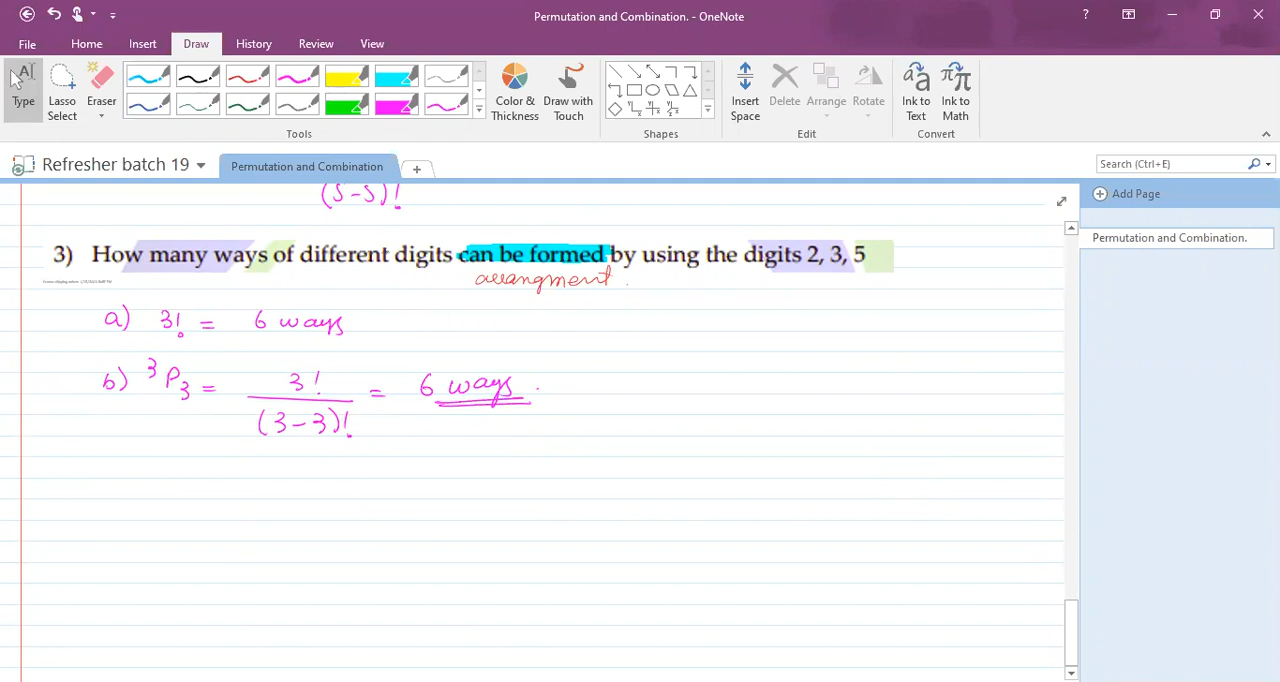 Permutation and Combination. - OneNote
?
File Home Insert Draw History Review View
Type
Lasso Select
Eraser
Color & Thickness
Draw with Touch
Insert Space
Delete
Arrange
Rotate
Ink to Text
Ink to Math
Tools
Shapes
Edit
Convert
Refresher batch 19
Permutation and Combination
Search (Ctrl+E)
Add Page
Permutation and Combination.
(5-5)!
3) How many ways of different digits can be formed by using the digits 2, 3, 5
arrangment.
a) 3! = 6 ways
b) ³P₃ = 3! / (3-3)! = 6 ways.